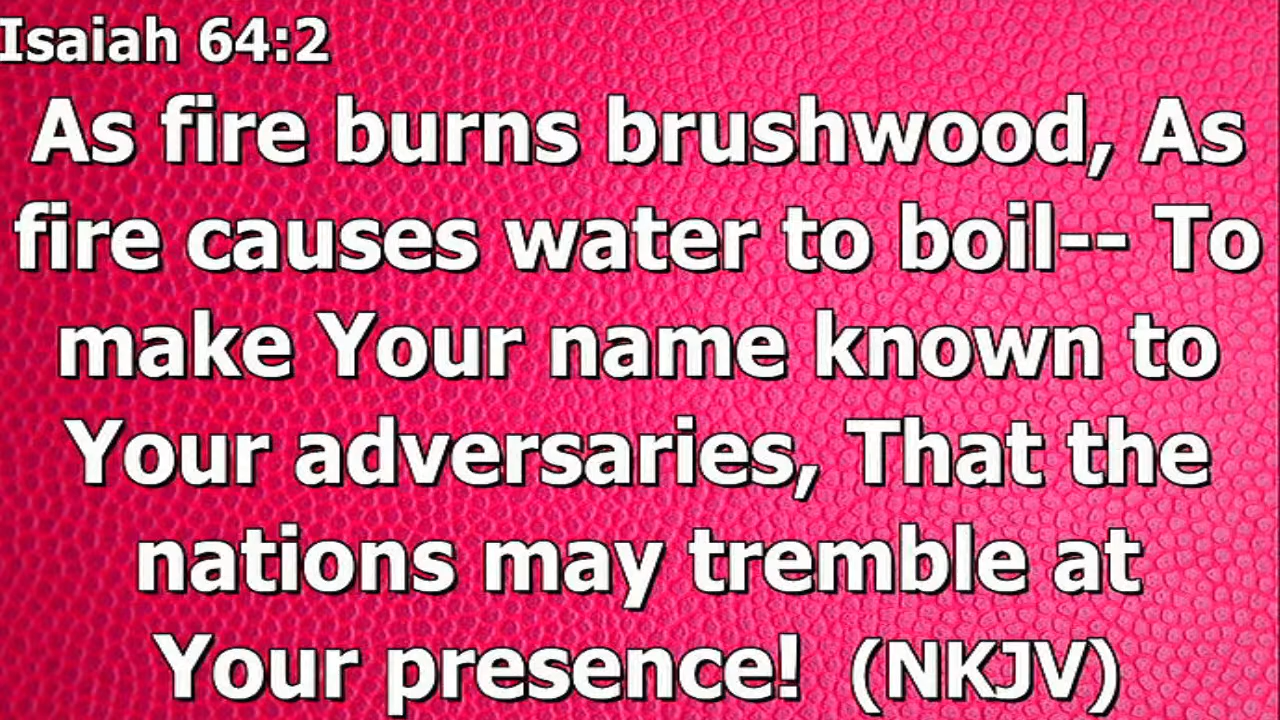 Isaiah 64:2
As fire burns brushwood, As
fire causes water to boil-- To
make Your name known to
Your adversaries, That the
nations may tremble at
Your presence! (NKJV)